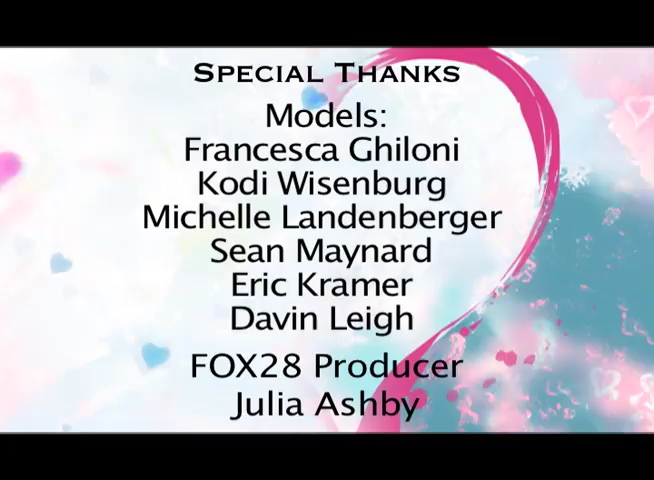 Special Thanks
Models:
Francesca Ghiloni
Kodi Wisenburg
Michelle Landenberger
Sean Maynard
Eric Kramer
Davin Leigh
FOX28 Producer
Julia Ashby